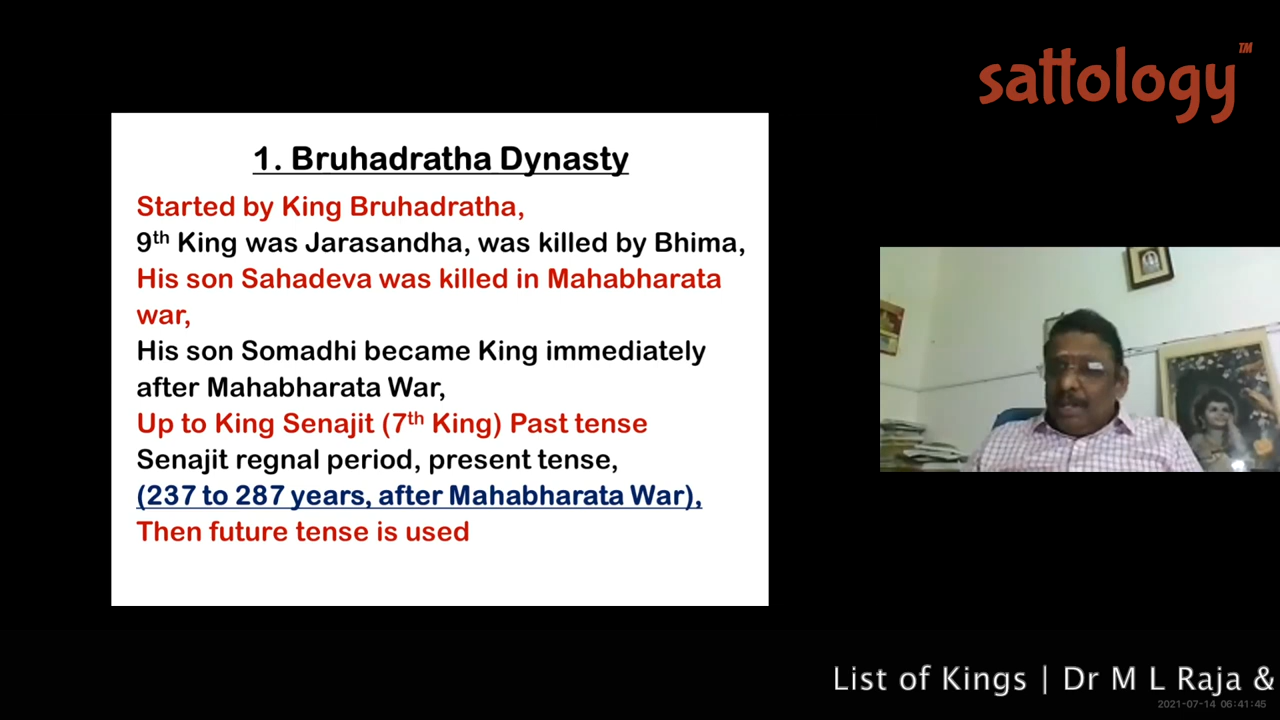 sattology™
1. Bruhadratha Dynasty
Started by King Bruhadratha,
9th King was Jarasandha, was killed by Bhima,
His son Sahadeva was killed in Mahabharata
war,
His son Somadhi became King immediately
after Mahabharata War,
Up to King Senajit (7th King) Past tense
Senajit regnal period, present tense,
(237 to 287 years, after Mahabharata War),
Then future tense is used
List of Kings | Dr M L Raja &
2021-07-14 06:41:45